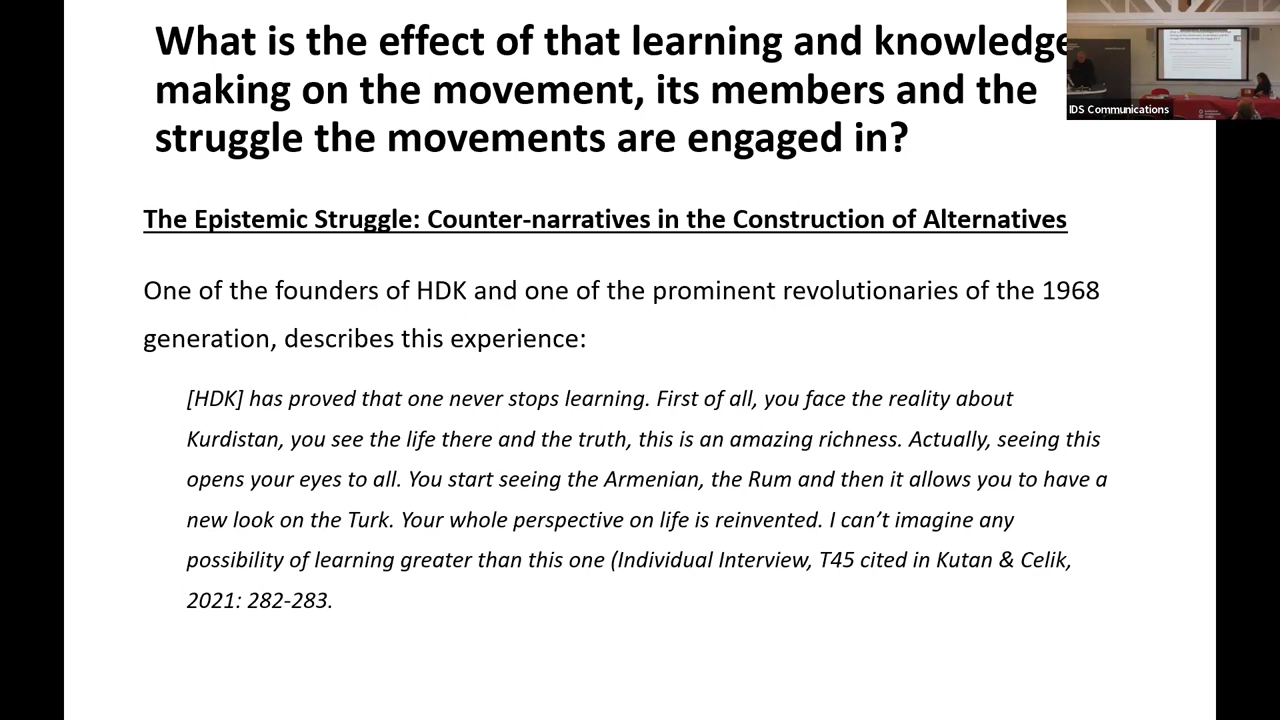 What is the effect of that learning and knowledge
making on the movement, its members and the
struggle the movements are engaged in?
IDS Communications
The Epistemic Struggle: Counter-narratives in the Construction of Alternatives
One of the founders of HDK and one of the prominent revolutionaries of the 1968
generation, describes this experience:
[HDK] has proved that one never stops learning. First of all, you face the reality about
Kurdistan, you see the life there and the truth, this is an amazing richness. Actually, seeing this
opens your eyes to all. You start seeing the Armenian, the Rum and then it allows you to have a
new look on the Turk. Your whole perspective on life is reinvented. I can’t imagine any
possibility of learning greater than this one (Individual Interview, T45 cited in Kutan & Celik,
2021: 282-283.